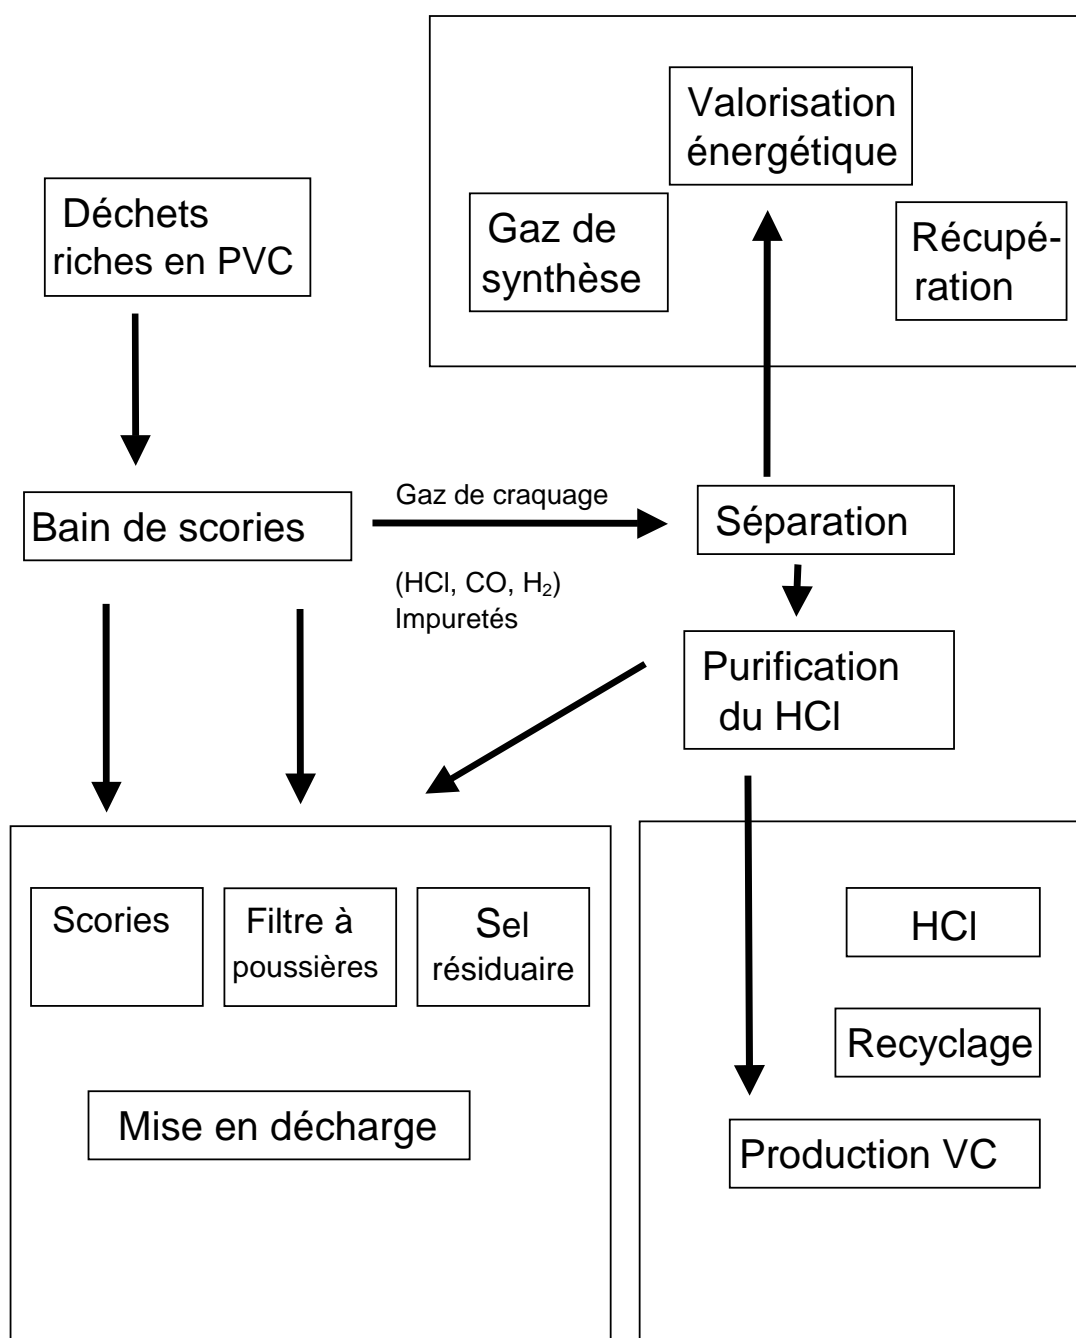 Valorisation
énergétique
Déchets
riches en PVC
Gaz de
synthèse
Récupé-
ration
Gaz de craquage
Bain de scories
Séparation
(HCl, CO, H₂)
Impuretés
Purification
du HCl
Scories
Filtre à
poussières
Sel
résiduaire
HCl
Recyclage
Mise en décharge
Production VC